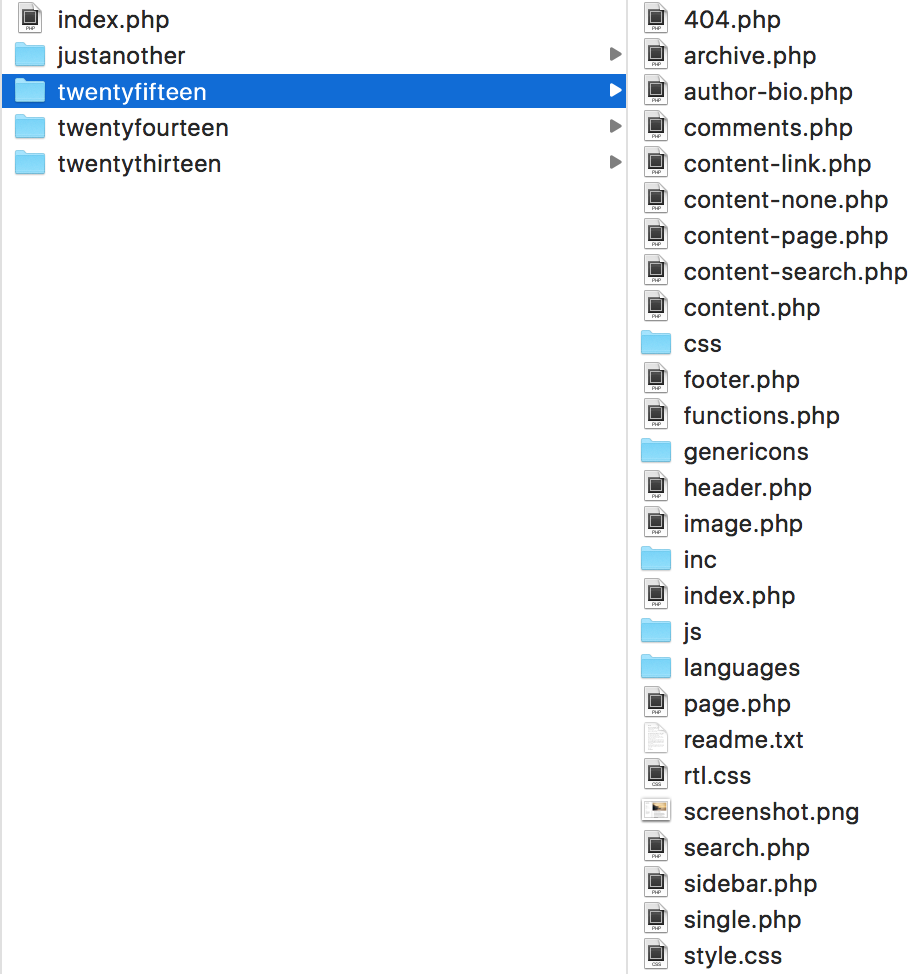 index.php
justanother
twentyfifteen
twentyfourteen
twentythirteen
404.php
archive.php
author-bio.php
comments.php
content-link.php
content-none.php
content-page.php
content-search.php
content.php
css
footer.php
functions.php
genericons
header.php
image.php
inc
index.php
js
languages
page.php
readme.txt
rtl.css
screenshot.png
search.php
sidebar.php
single.php
style.css